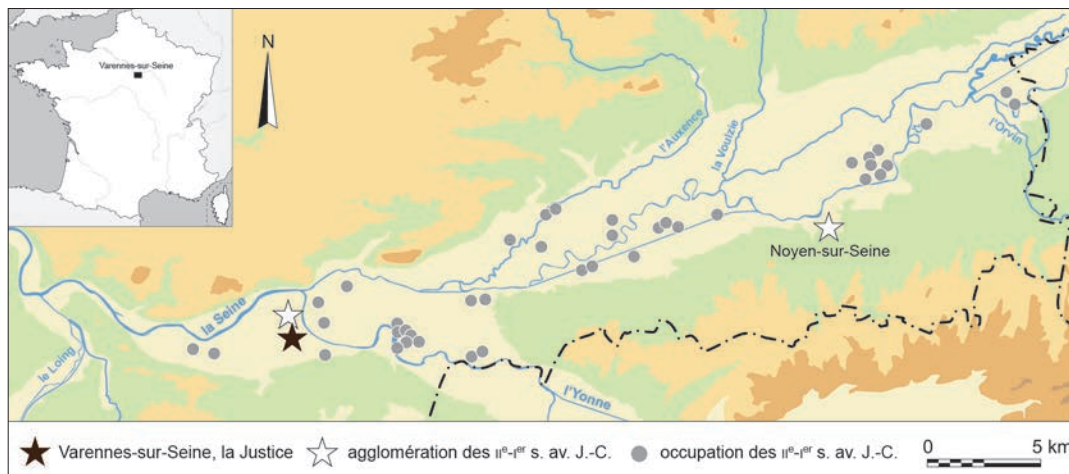 Varennes-sur-Seine
N
l'Auxence
la Voulzie
l'Orvin
Noyen-sur-Seine
la Seine
le Loing
l'Yonne
Varennes-sur-Seine, la Justice
agglomération des IIe-Ier s. av. J.-C.
occupation des IIe-Ier s. av. J.-C.
0 5 km